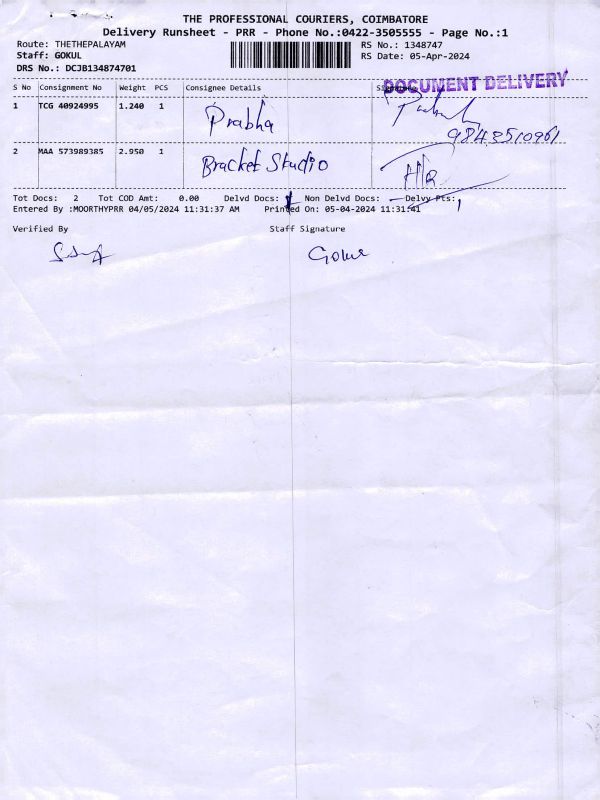 THE PROFESSIONAL COURIERS, COIMBATORE
Delivery Runsheet - PRR - Phone No.:0422-3505555 - Page No.:1
Route: THETHEPALAYAM RS No.: 1348747
Staff: GOKUL RS Date: 05-Apr-2024
DRS No.: DCJB134874701
DOCUMENT DELIVERY
S No Consignment No Weight PCS Consignee Details Signature
1 TCG 40924995 1.240 1 Prabha
9843510961
2 MAA 573989385 2.950 1 Bracket Studio
Tot Docs: 2 Tot COD Amt: 0.00 Delvd Docs: Non Delvd Docs: Delvy Pts:
Entered By :MOORTHYPRR 04/05/2024 11:31:37 AM Printed On: 05-04-2024 11:31:41
Verified By Staff Signature
Gokul